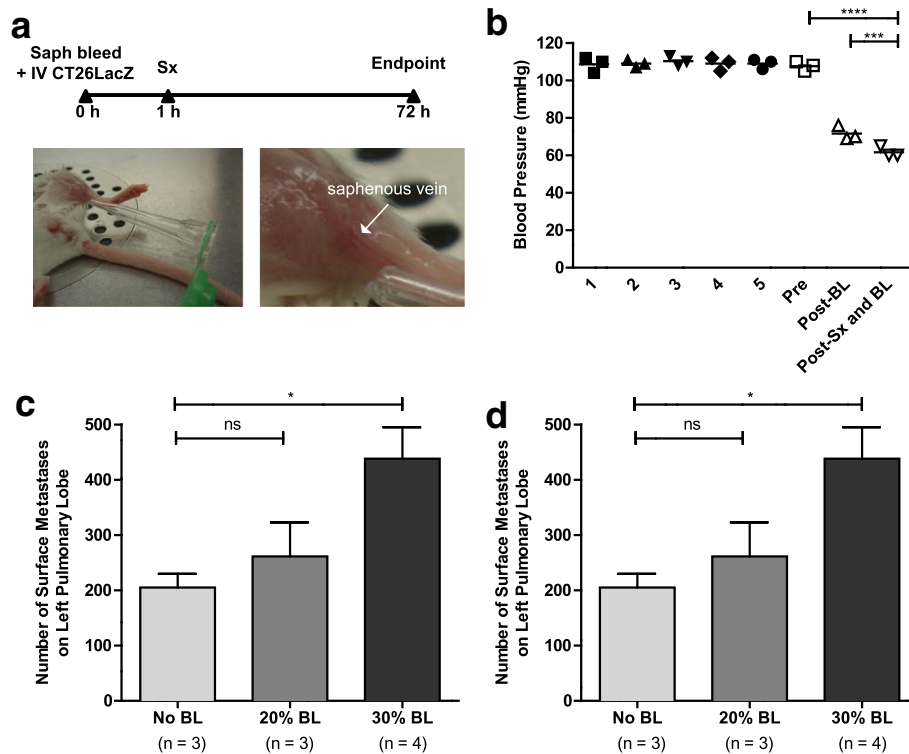 a
Saph bleed
+ IV CT26LacZ
Sx
Endpoint
0 h
1 h
72 h
saphenous vein
b
****
***
Blood Pressure (mmHg)
120
100
80
60
40
20
0
1
2
3
4
5
Pre
Post-BL
Post-Sx and BL
c
*
ns
Number of Surface Metastases
on Left Pulmonary Lobe
500
400
300
200
100
0
No BL
20% BL
30% BL
(n = 3)
(n = 3)
(n = 4)
d
*
ns
Number of Surface Metastases
on Left Pulmonary Lobe
500
400
300
200
100
0
No BL
20% BL
30% BL
(n = 3)
(n = 3)
(n = 4)